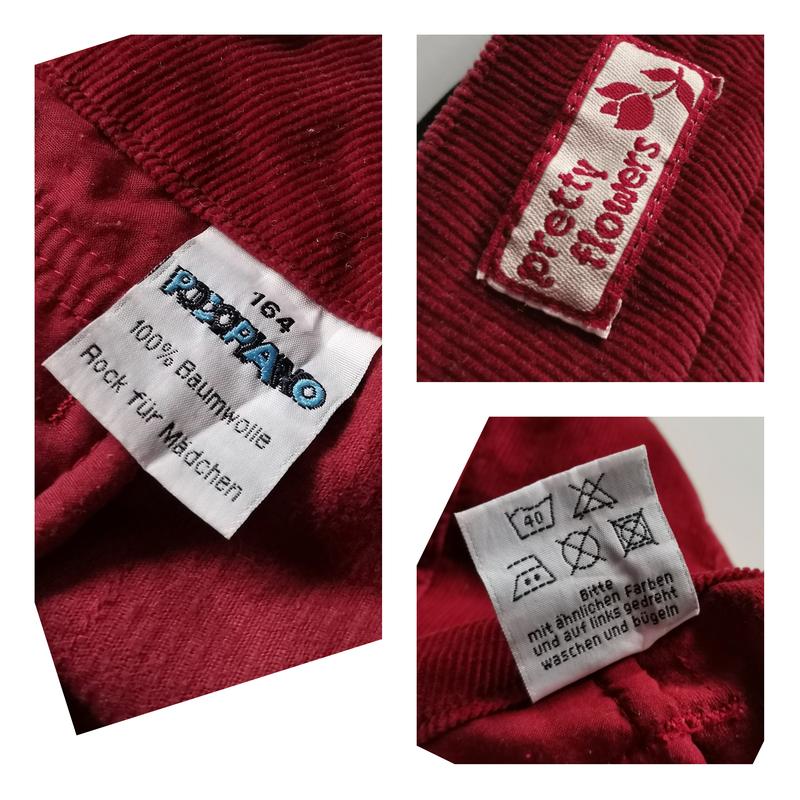 164
POCOPIANO
100% Baumwolle
Rock für Mädchen
pretty
flowers
40
Bitte
mit ähnlichen Farben
und auf links gedreht
waschen und bügeln